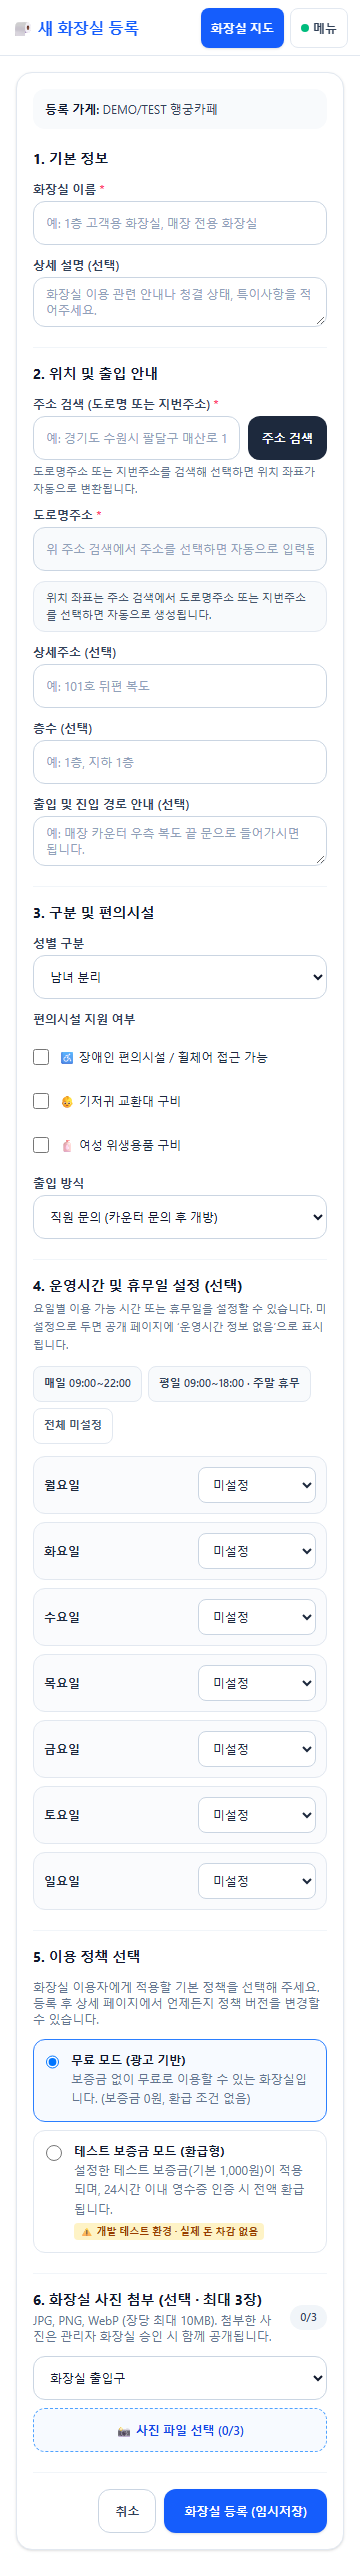 새 화장실 등록
화장실 지도
메뉴
등록 가게: DEMO/TEST 행궁카페
1. 기본 정보
화장실 이름 *
예: 1층 고객용 화장실, 매장 전용 화장실
상세 설명 (선택)
화장실 이용 관련 안내나 청결 상태, 특이사항을 적
어주세요.
2. 위치 및 출입 안내
주소 검색 (도로명 또는 지번주소) *
예: 경기도 수원시 팔달구 매산로 1
주소 검색
도로명주소 또는 지번주소를 검색해 선택하면 위치 좌표가
자동으로 변환됩니다.
도로명주소 *
위 주소 검색에서 주소를 선택하면 자동으로 입력됩
위치 좌표는 주소 검색에서 도로명주소 또는 지번주소
를 선택하면 자동으로 생성됩니다.
상세주소 (선택)
예: 101호 뒤편 복도
층수 (선택)
예: 1층, 지하 1층
출입 및 진입 경로 안내 (선택)
예: 매장 카운터 우측 복도 끝 문으로 들어가시면
됩니다.
3. 구분 및 편의시설
성별 구분
남녀 분리
편의시설 지원 여부
장애인 편의시설 / 휠체어 접근 가능
기저귀 교환대 구비
여성 위생용품 구비
출입 방식
직원 문의 (카운터 문의 후 개방)
4. 운영시간 및 휴무일 설정 (선택)
요일별 이용 가능 시간 또는 휴무일을 설정할 수 있습니다. 미
설정으로 두면 공개 페이지에 '운영시간 정보 없음'으로 표시
됩니다.
매일 09:00~22:00
평일 09:00~18:00 · 주말 휴무
전체 미설정
월요일
미설정
화요일
미설정
수요일
미설정
목요일
미설정
금요일
미설정
토요일
미설정
일요일
미설정
5. 이용 정책 선택
화장실 이용자에게 적용할 기본 정책을 선택해 주세요.
등록 후 상세 페이지에서 언제든지 정책 버전을 변경할
수 있습니다.
무료 모드 (광고 기반)
보증금 없이 무료로 이용할 수 있는 화장실입
니다. (보증금 0원, 환급 조건 없음)
테스트 보증금 모드 (환급형)
설정한 테스트 보증금(기본 1,000원)이 적용
되며, 24시간 이내 영수증 인증 시 전액 환급
됩니다.
⚠️ 개발 테스트 환경 · 실제 돈 차감 없음
6. 화장실 사진 첨부 (선택 · 최대 3장)
JPG, PNG, WebP (장당 최대 10MB). 첨부한 사
진은 관리자 화장실 승인 시 함께 공개됩니다.
0/3
화장실 출입구
📸 사진 파일 선택 (0/3)
취소
화장실 등록 (임시저장)